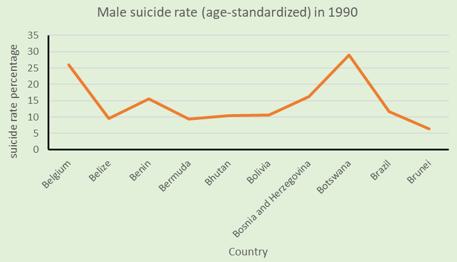 Male suicide rate (age-standardized) in 1990
suicide rate percentage
35
30
25
20
15
10
5
0
Belgium
Belize
Benin
Bermuda
Bhutan
Bolivia
Bosnia and Herzegovina
Botswana
Brazil
Brunei
Country